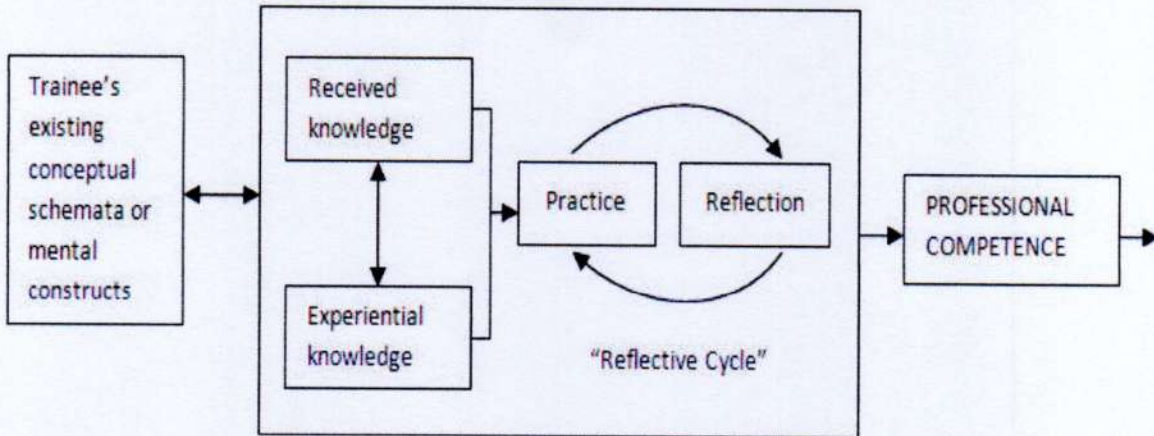 Trainee's
existing
conceptual
schemata or
mental
constructs
Received
knowledge
Experiential
knowledge
Practice
Reflection
"Reflective Cycle"
PROFESSIONAL
COMPETENCE